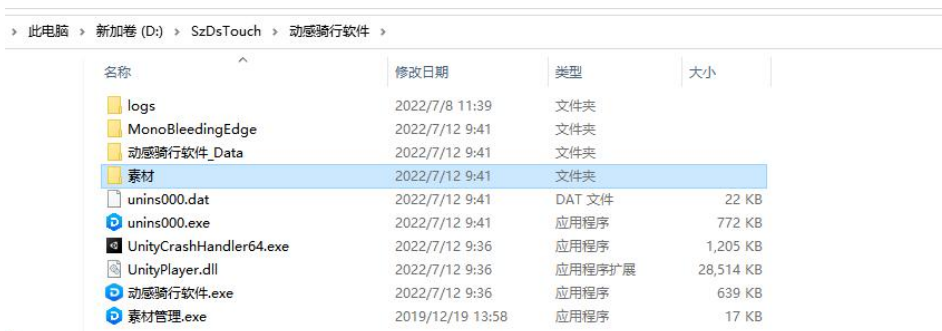 此电脑 › 新加卷 (D:) › SzDsTouch › 动感骑行软件 ›
名称 修改日期 类型 大小
logs 2022/7/8 11:39 文件夹
MonoBleedingEdge 2022/7/12 9:41 文件夹
动感骑行软件_Data 2022/7/12 9:41 文件夹
素材 2022/7/12 9:41 文件夹
unins000.dat 2022/7/12 9:41 DAT 文件 22 KB
unins000.exe 2022/7/12 9:41 应用程序 772 KB
UnityCrashHandler64.exe 2022/7/12 9:36 应用程序 1,205 KB
UnityPlayer.dll 2022/7/12 9:36 应用程序扩展 28,514 KB
动感骑行软件.exe 2022/7/12 9:36 应用程序 639 KB
素材管理.exe 2019/12/19 13:58 应用程序 17 KB